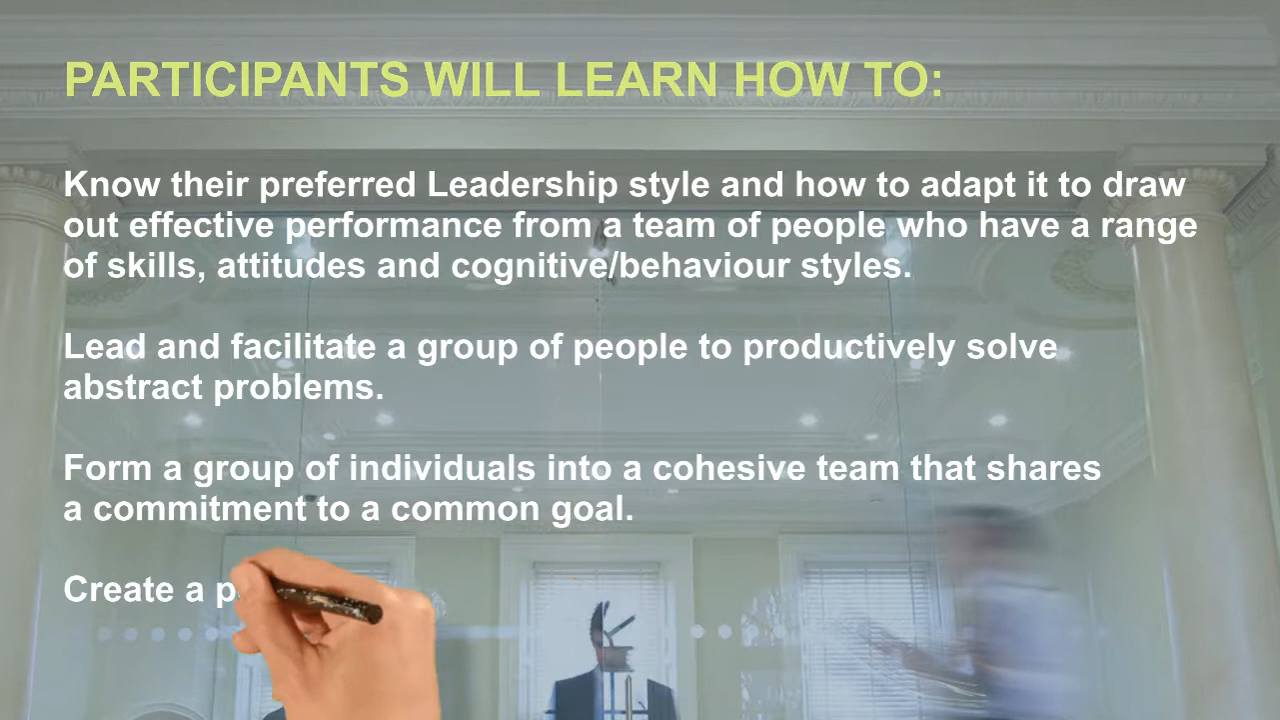 PARTICIPANTS WILL LEARN HOW TO:
Know their preferred Leadership style and how to adapt it to draw
out effective performance from a team of people who have a range
of skills, attitudes and cognitive/behaviour styles.
Lead and facilitate a group of people to productively solve
abstract problems.
Form a group of individuals into a cohesive team that shares
a commitment to a common goal.
Create a p